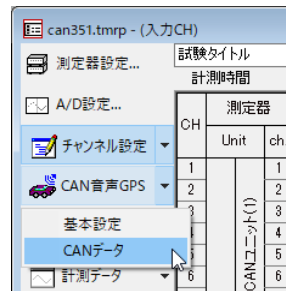 can351.tmrp - (入力CH)
測定器設定...
A/D設定...
チャンネル設定
CAN音声GPS
基本設定
CANデータ
計測データ
試験タイトル
計測時間
CH
測定器
Unit
ch.
1
1
2
2
3
3
4
4
5
5
6
6
CANユニット(1)